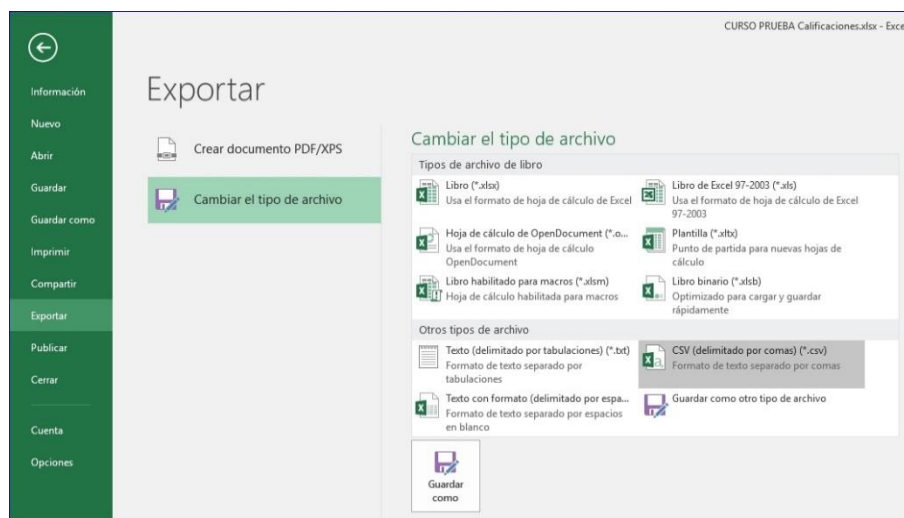 CURSO PRUEBA Calificaciones.xlsx - Exce
Información
Nuevo
Abrir
Guardar
Guardar como
Imprimir
Compartir
Exportar
Publicar
Cerrar
Cuenta
Opciones
Exportar
Crear documento PDF/XPS
Cambiar el tipo de archivo
Cambiar el tipo de archivo
Tipos de archivo de libro
Libro (*.xlsx)
Usa el formato de hoja de cálculo de Excel
Libro de Excel 97-2003 (*.xls)
Usa el formato de hoja de cálculo de Excel
97-2003
Hoja de cálculo de OpenDocument (*.o...
Usa el formato de hoja de cálculo
OpenDocument
Plantilla (*.xltx)
Punto de partida para nuevas hojas de
cálculo
Libro habilitado para macros (*.xlsm)
Hoja de cálculo habilitada para macros
Libro binario (*.xlsb)
Optimizado para cargar y guardar
rápidamente
Otros tipos de archivo
Texto (delimitado por tabulaciones) (*.txt)
Formato de texto separado por
tabulaciones
CSV (delimitado por comas) (*.csv)
Formato de texto separado por comas
Texto con formato (delimitado por espa...
Formato de texto separado por espacios
en blanco
Guardar como otro tipo de archivo
Guardar
como